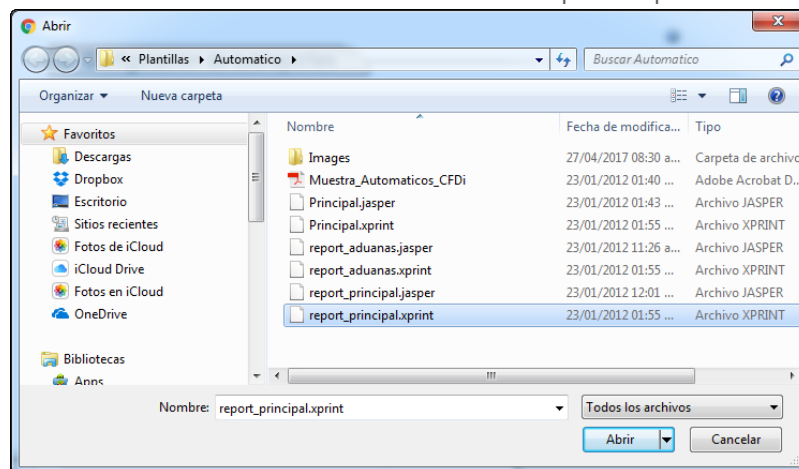 Abrir
« Plantillas Automatico
Buscar Automatico
Organizar Nueva carpeta
Nombre Fecha de modifica... Tipo
Favoritos
Descargas
Dropbox
Escritorio
Sitios recientes
Fotos de iCloud
iCloud Drive
Fotos en iCloud
OneDrive
Bibliotecas
Apps
Images 27/04/2017 08:30 a... Carpeta de archivo
Muestra_Automaticos_CFDi 23/01/2012 01:40 ... Adobe Acrobat D...
Principal.jasper 23/01/2012 01:43 ... Archivo JASPER
Principal.xprint 23/01/2012 01:55 ... Archivo XPRINT
report_aduanas.jasper 23/01/2012 11:26 a... Archivo JASPER
report_aduanas.xprint 23/01/2012 01:55 ... Archivo XPRINT
report_principal.jasper 23/01/2012 12:01 ... Archivo JASPER
report_principal.xprint 23/01/2012 01:55 ... Archivo XPRINT
Nombre: report_principal.xprint Todos los archivos
Abrir Cancelar